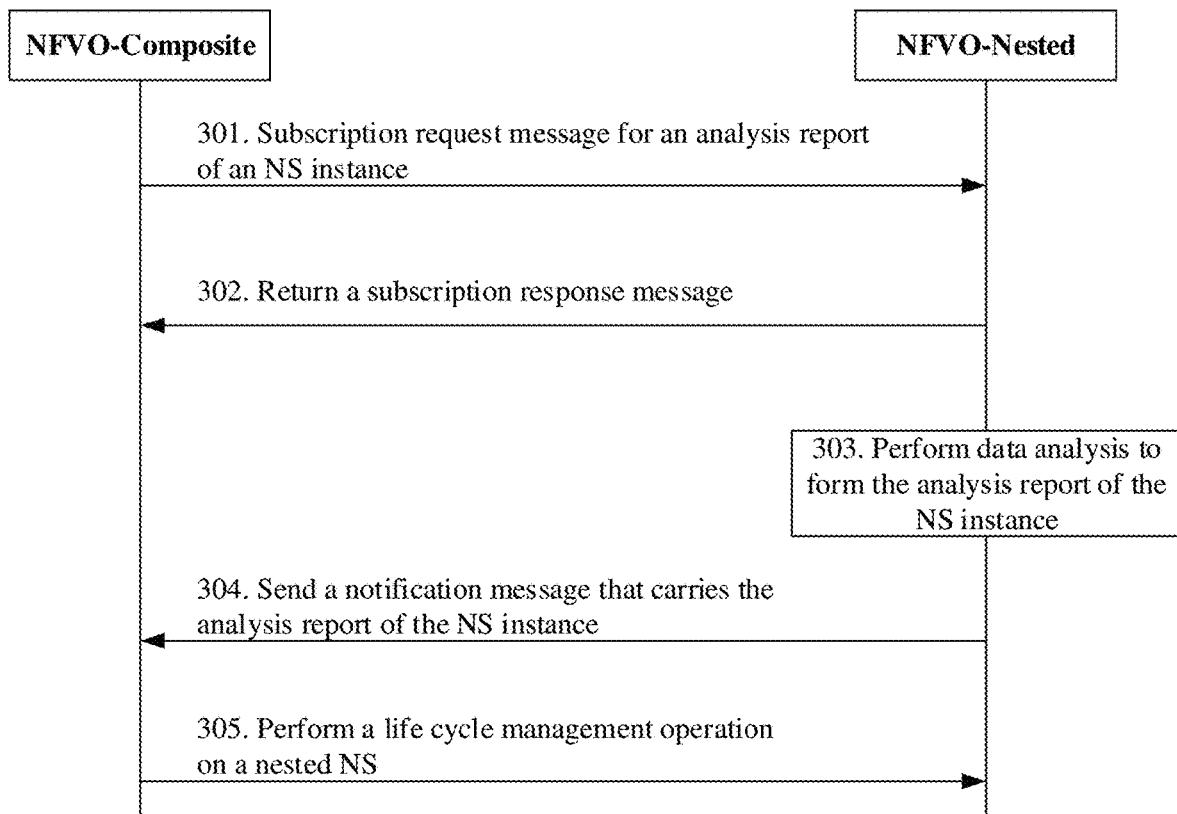 NFVO-Composite
NFVO-Nested
301. Subscription request message for an analysis report
of an NS instance
302. Return a subscription response message
303. Perform data analysis to
form the analysis report of the
NS instance
304. Send a notification message that carries the
analysis report of the NS instance
305. Perform a life cycle management operation
on a nested NS